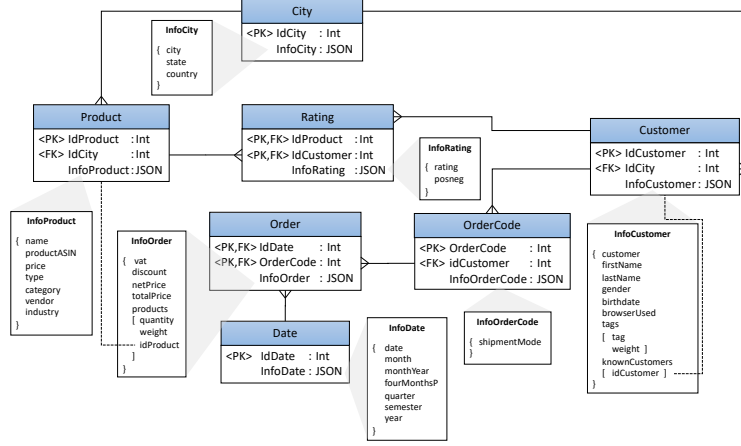 City
<PK> IdCity : Int
InfoCity : JSON
InfoCity
{ city
state
country
}
Product
<PK> IdProduct : Int
<FK> IdCity : Int
InfoProduct : JSON
Rating
<PK,FK> IdProduct : Int
<PK,FK> IdCustomer : Int
InfoRating : JSON
InfoRating
{ rating
posneg
}
Customer
<PK> IdCustomer : Int
<FK> IdCity : Int
InfoCustomer : JSON
InfoProduct
{ name
productASIN
price
type
category
vendor
industry
}
InfoOrder
{ vat
discount
netPrice
totalPrice
products
[ quantity
weight
idProduct
]
}
Order
<PK,FK> IdDate : Int
<PK,FK> OrderCode : Int
InfoOrder : JSON
OrderCode
<PK> OrderCode : Int
<FK> idCustomer : Int
InfoOrderCode : JSON
InfoCustomer
{ customer
firstName
lastName
gender
birthdate
browserUsed
tags
[ tag
weight ]
knownCustomers
[ idCustomer ]
}
Date
<PK> IdDate : Int
InfoDate : JSON
InfoDate
{ date
month
monthYear
fourMonthsP
quarter
semester
year
}
InfoOrderCode
{ shipmentMode
}